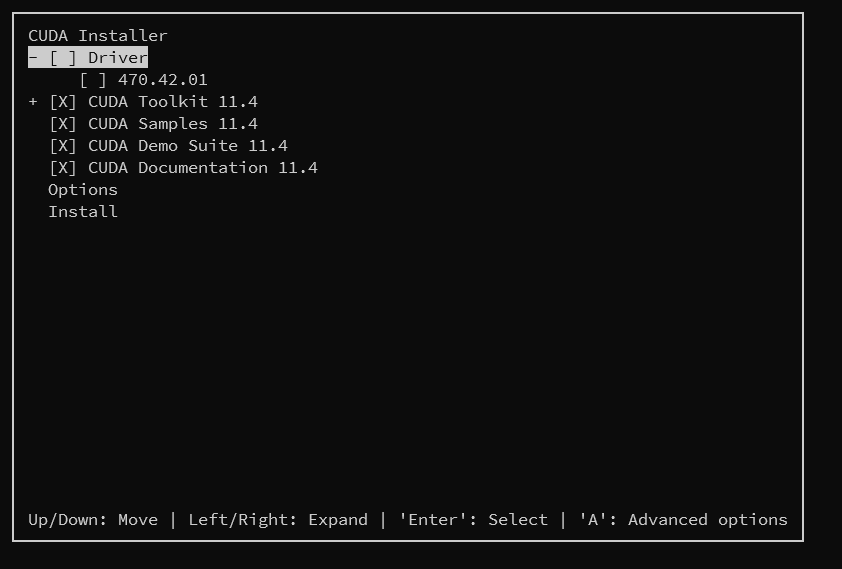 CUDA Installer
- [ ] Driver
[ ] 470.42.01
+ [X] CUDA Toolkit 11.4
[X] CUDA Samples 11.4
[X] CUDA Demo Suite 11.4
[X] CUDA Documentation 11.4
Options
Install
Up/Down: Move | Left/Right: Expand | 'Enter': Select | 'A': Advanced options